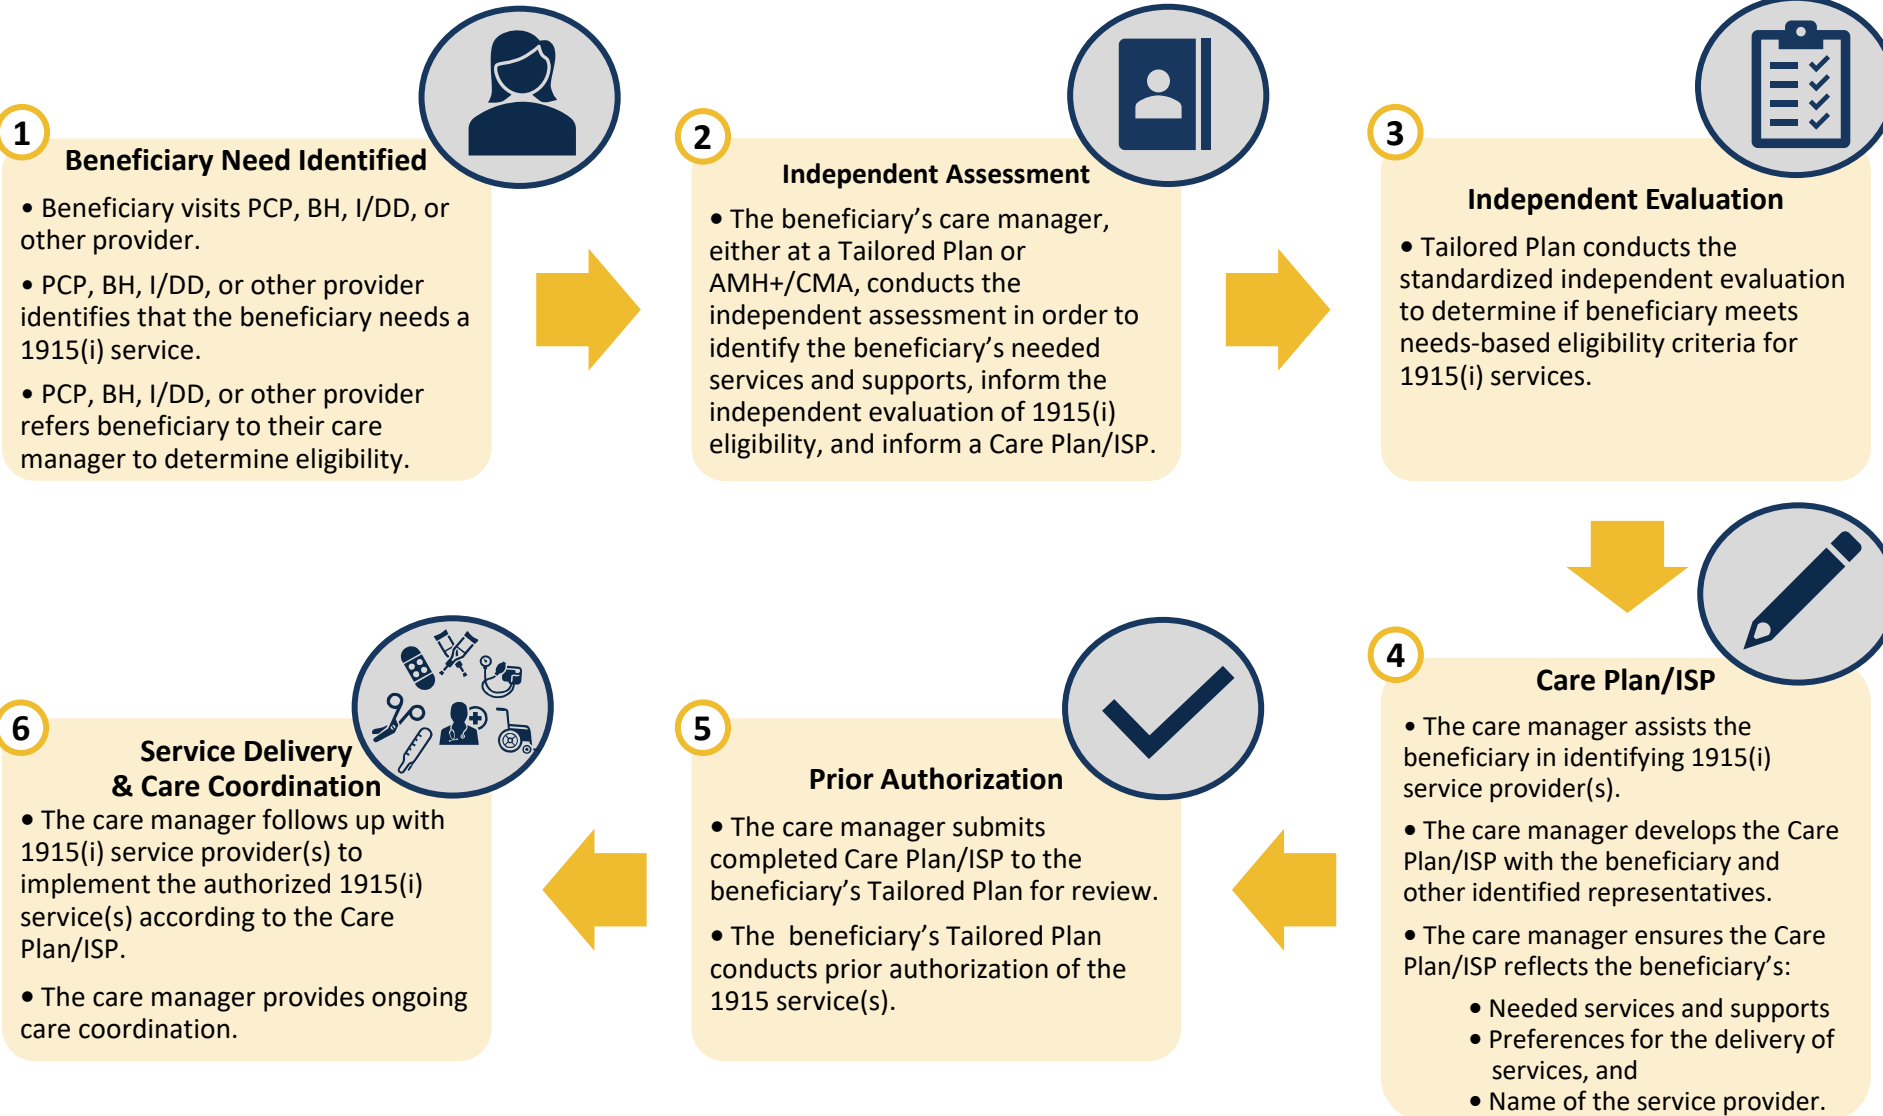 1
Beneficiary Need Identified
• Beneficiary visits PCP, BH, I/DD, or
other provider.
• PCP, BH, I/DD, or other provider
identifies that the beneficiary needs a
1915(i) service.
• PCP, BH, I/DD, or other provider
refers beneficiary to their care
manager to determine eligibility.
2
Independent Assessment
• The beneficiary’s care manager,
either at a Tailored Plan or
AMH+/CMA, conducts the
independent assessment in order to
identify the beneficiary’s needed
services and supports, inform the
independent evaluation of 1915(i)
eligibility, and inform a Care Plan/ISP.
3
Independent Evaluation
• Tailored Plan conducts the
standardized independent evaluation
to determine if beneficiary meets
needs-based eligibility criteria for
1915(i) services.
4
Care Plan/ISP
• The care manager assists the
beneficiary in identifying 1915(i)
service provider(s).
• The care manager develops the Care
Plan/ISP with the beneficiary and
other identified representatives.
• The care manager ensures the Care
Plan/ISP reflects the beneficiary’s:
• Needed services and supports
• Preferences for the delivery of
services, and
• Name of the service provider.
5
Prior Authorization
• The care manager submits
completed Care Plan/ISP to the
beneficiary’s Tailored Plan for review.
• The  beneficiary’s Tailored Plan
conducts prior authorization of the
1915 service(s).
6
Service Delivery
& Care Coordination
• The care manager follows up with
1915(i) service provider(s) to
implement the authorized 1915(i)
service(s) according to the Care
Plan/ISP.
• The care manager provides ongoing
care coordination.